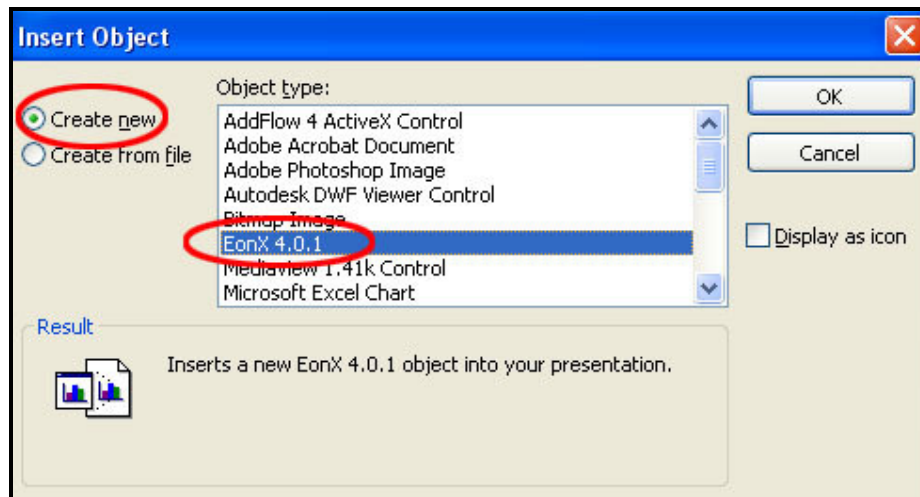 Insert Object
Create new
Create from file
Object type:
AddFlow 4 ActiveX Control
Adobe Acrobat Document
Adobe Photoshop Image
Autodesk DWF Viewer Control
Bitmap Image
EonX 4.0.1
Mediaview 1.41k Control
Microsoft Excel Chart
OK
Cancel
Display as icon
Result
Inserts a new EonX 4.0.1 object into your presentation.